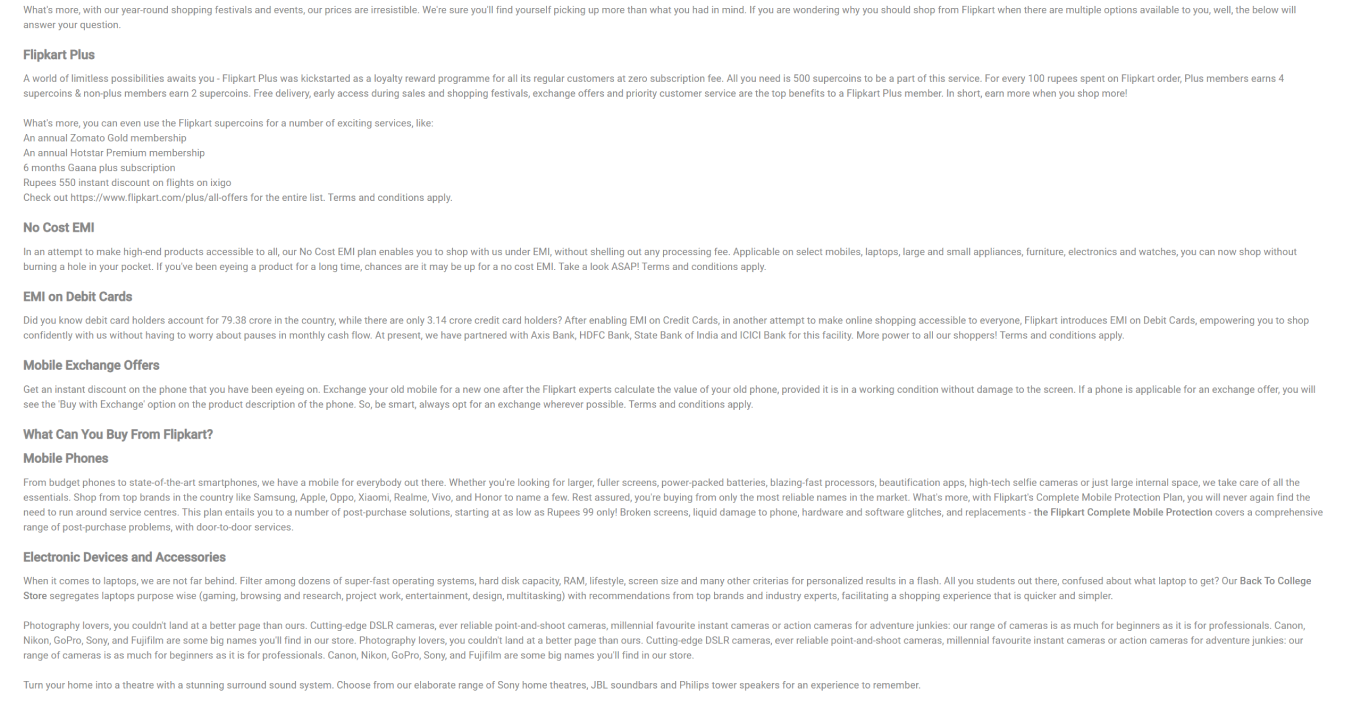 What's more, with our year-round shopping festivals and events, our prices are irresistible. We're sure you'll find yourself picking up more than what you had in mind. If you are wondering why you should shop from Flipkart when there are multiple options available to you, well, the below will
answer your question.
Flipkart Plus
A world of limitless possibilities awaits you - Flipkart Plus was kickstarted as a loyalty reward programme for all its regular customers at zero subscription fee. All you need is 500 supercoins to be a part of this service. For every 100 rupees spent on Flipkart order, Plus members earns 4
supercoins & non-plus members earn 2 supercoins. Free delivery, early access during sales and shopping festivals, exchange offers and priority customer service are the top benefits to a Flipkart Plus member. In short, earn more when you shop more!
What's more, you can even use the Flipkart supercoins for a number of exciting services, like:
An annual Zomato Gold membership
An annual Hotstar Premium membership
6 months Gaana plus subscription
Rupees 550 instant discount on flights on ixigo
Check out https://www.flipkart.com/plus/all-offers for the entire list. Terms and conditions apply.
No Cost EMI
In an attempt to make high-end products accessible to all, our No Cost EMI plan enables you to shop with us under EMI, without shelling out any processing fee. Applicable on select mobiles, laptops, large and small appliances, furniture, electronics and watches, you can now shop without
burning a hole in your pocket. If you've been eyeing a product for a long time, chances are it may be up for a no cost EMI. Take a look ASAP! Terms and conditions apply.
EMI on Debit Cards
Did you know debit card holders account for 79.38 crore in the country, while there are only 3.14 crore credit card holders? After enabling EMI on Credit Cards, in another attempt to make online shopping accessible to everyone, Flipkart introduces EMI on Debit Cards, empowering you to shop
confidently with us without having to worry about pauses in monthly cash flow. At present, we have partnered with Axis Bank, HDFC Bank, State Bank of India and ICICI Bank for this facility. More power to all our shoppers! Terms and conditions apply.
Mobile Exchange Offers
Get an instant discount on the phone that you have been eyeing on. Exchange your old mobile for a new one after the Flipkart experts calculate the value of your old phone, provided it is in a working condition without damage to the screen. If a phone is applicable for an exchange offer, you will
see the 'Buy with Exchange' option on the product description of the phone. So, be smart, always opt for an exchange wherever possible. Terms and conditions apply.
What Can You Buy From Flipkart?
Mobile Phones
From budget phones to state-of-the-art smartphones, we have a mobile for everybody out there. Whether you're looking for larger, fuller screens, power-packed batteries, blazing-fast processors, beautification apps, high-tech selfie cameras or just large internal space, we take care of all the
essentials. Shop from top brands in the country like Samsung, Apple, Oppo, Xiaomi, Realme, Vivo, and Honor to name a few. Rest assured, you're buying from only the most reliable names in the market. What's more, with Flipkart's Complete Mobile Protection Plan, you will never again find the
need to run around service centres. This plan entails you to a number of post-purchase solutions, starting at as low as Rupees 99 only! Broken screens, liquid damage to phone, hardware and software glitches, and replacements - the Flipkart Complete Mobile Protection covers a comprehensive
range of post-purchase problems, with door-to-door services.
Electronic Devices and Accessories
When it comes to laptops, we are not far behind. Filter among dozens of super-fast operating systems, hard disk capacity, RAM, lifestyle, screen size and many other criterias for personalized results in a flash. All you students out there, confused about what laptop to get? Our Back To College
Store segregates laptops purpose wise (gaming, browsing and research, project work, entertainment, design, multitasking) with recommendations from top brands and industry experts, facilitating a shopping experience that is quicker and simpler.
Photography lovers, you couldn't land at a better page than ours. Cutting-edge DSLR cameras, ever reliable point-and-shoot cameras, millennial favourite instant cameras or action cameras for adventure junkies: our range of cameras is as much for beginners as it is for professionals. Canon,
Nikon, GoPro, Sony, and Fujifilm are some big names you'll find in our store. Photography lovers, you couldn't land at a better page than ours. Cutting-edge DSLR cameras, ever reliable point-and-shoot cameras, millennial favourite instant cameras or action cameras for adventure junkies: our
range of cameras is as much for beginners as it is for professionals. Canon, Nikon, GoPro, Sony, and Fujifilm are some big names you'll find in our store.
Turn your home into a theatre with a stunning surround sound system. Choose from our elaborate range of Sony home theatres, JBL soundbars and Philips tower speakers for an experience to remember.